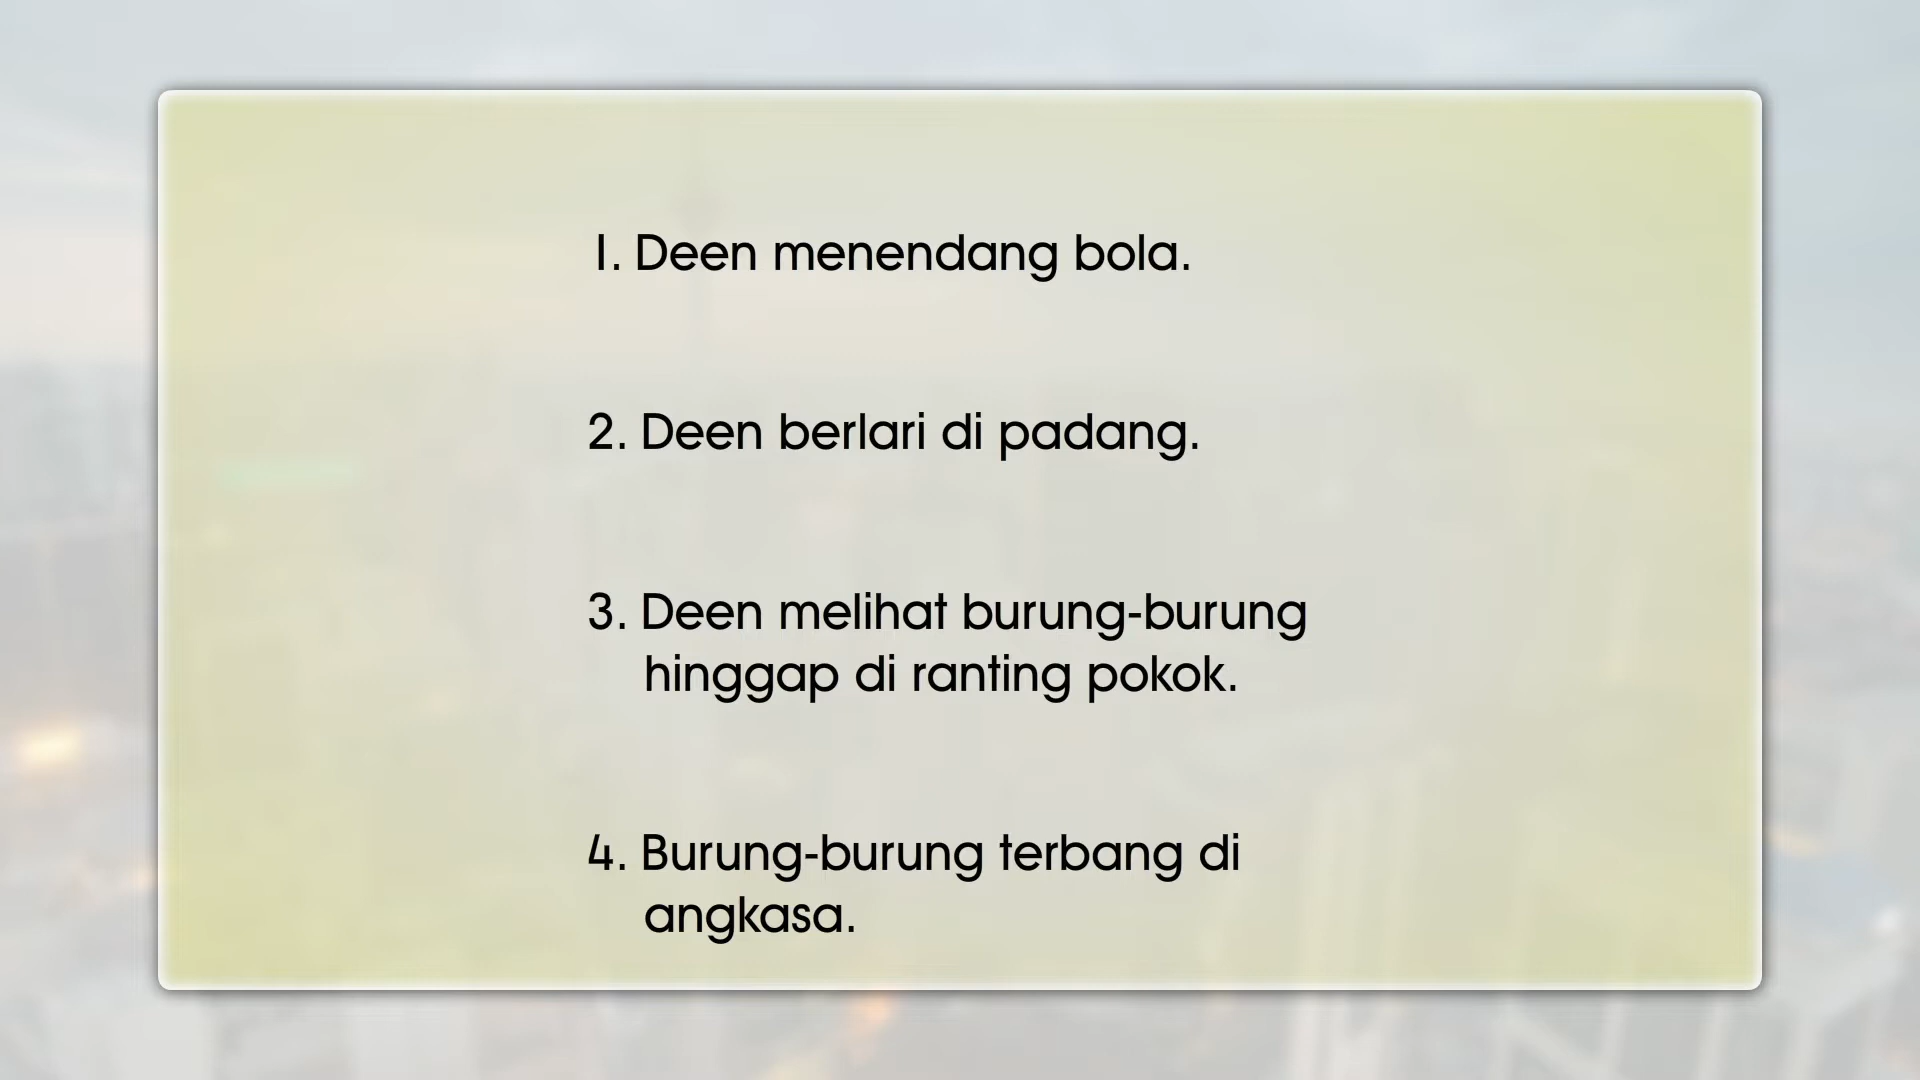 1. Deen menendang bola.
2. Deen berlari di padang.
3. Deen melihat burung-burung
hinggap di ranting pokok.
4. Burung-burung terbang di
angkasa.